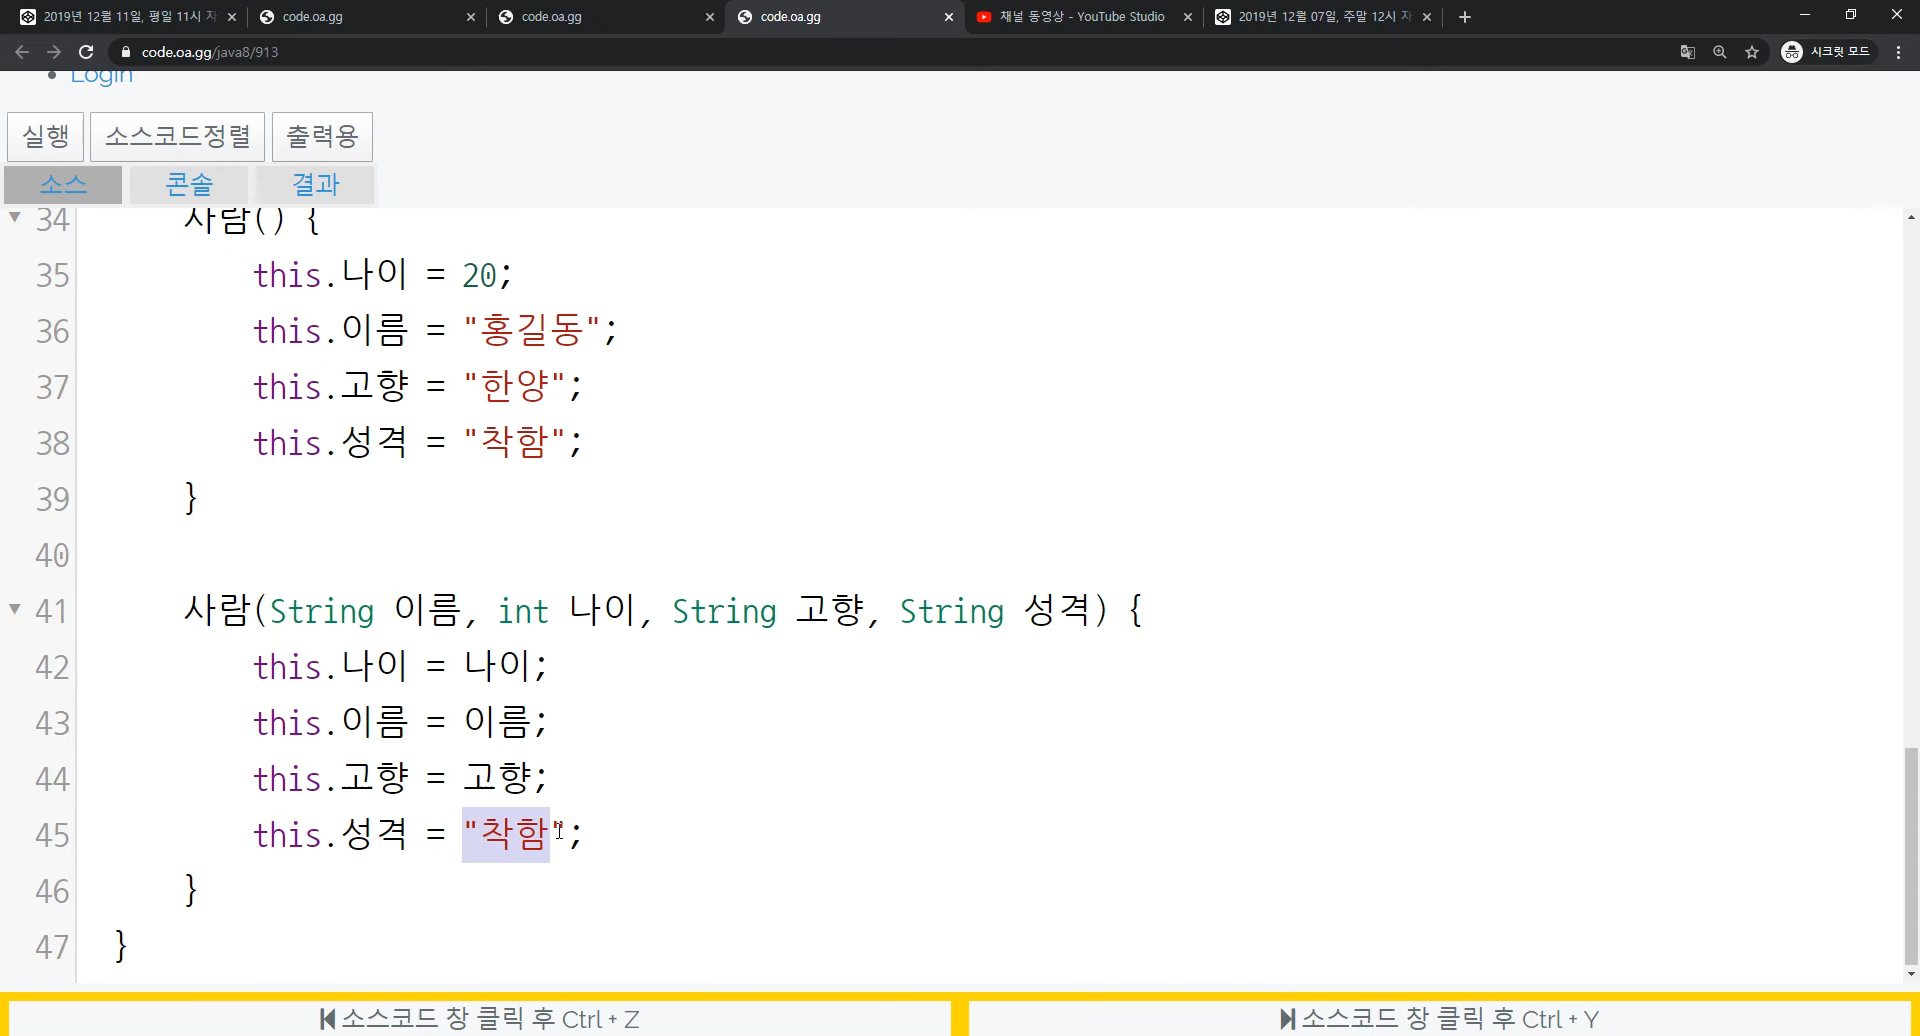 2019년 12월 11일, 평일 11시 자
code.oa.gg
code.oa.gg
code.oa.gg
채널 동영상 - YouTube Studio
2019년 12월 07일, 주말 12시 자
code.oa.gg/java8/913
시크릿 모드
Login
실행
소스코드정렬
출력용
소스
콘솔
결과
34 사람() {
35 this.나이 = 20;
36 this.이름 = "홍길동";
37 this.고향 = "한양";
38 this.성격 = "착함";
39 }
40
41 사람(String 이름, int 나이, String 고향, String 성격) {
42 this.나이 = 나이;
43 this.이름 = 이름;
44 this.고향 = 고향;
45 this.성격 = "착함";
46 }
47 }
소스코드 창 클릭 후 Ctrl + Z
소스코드 창 클릭 후 Ctrl + Y